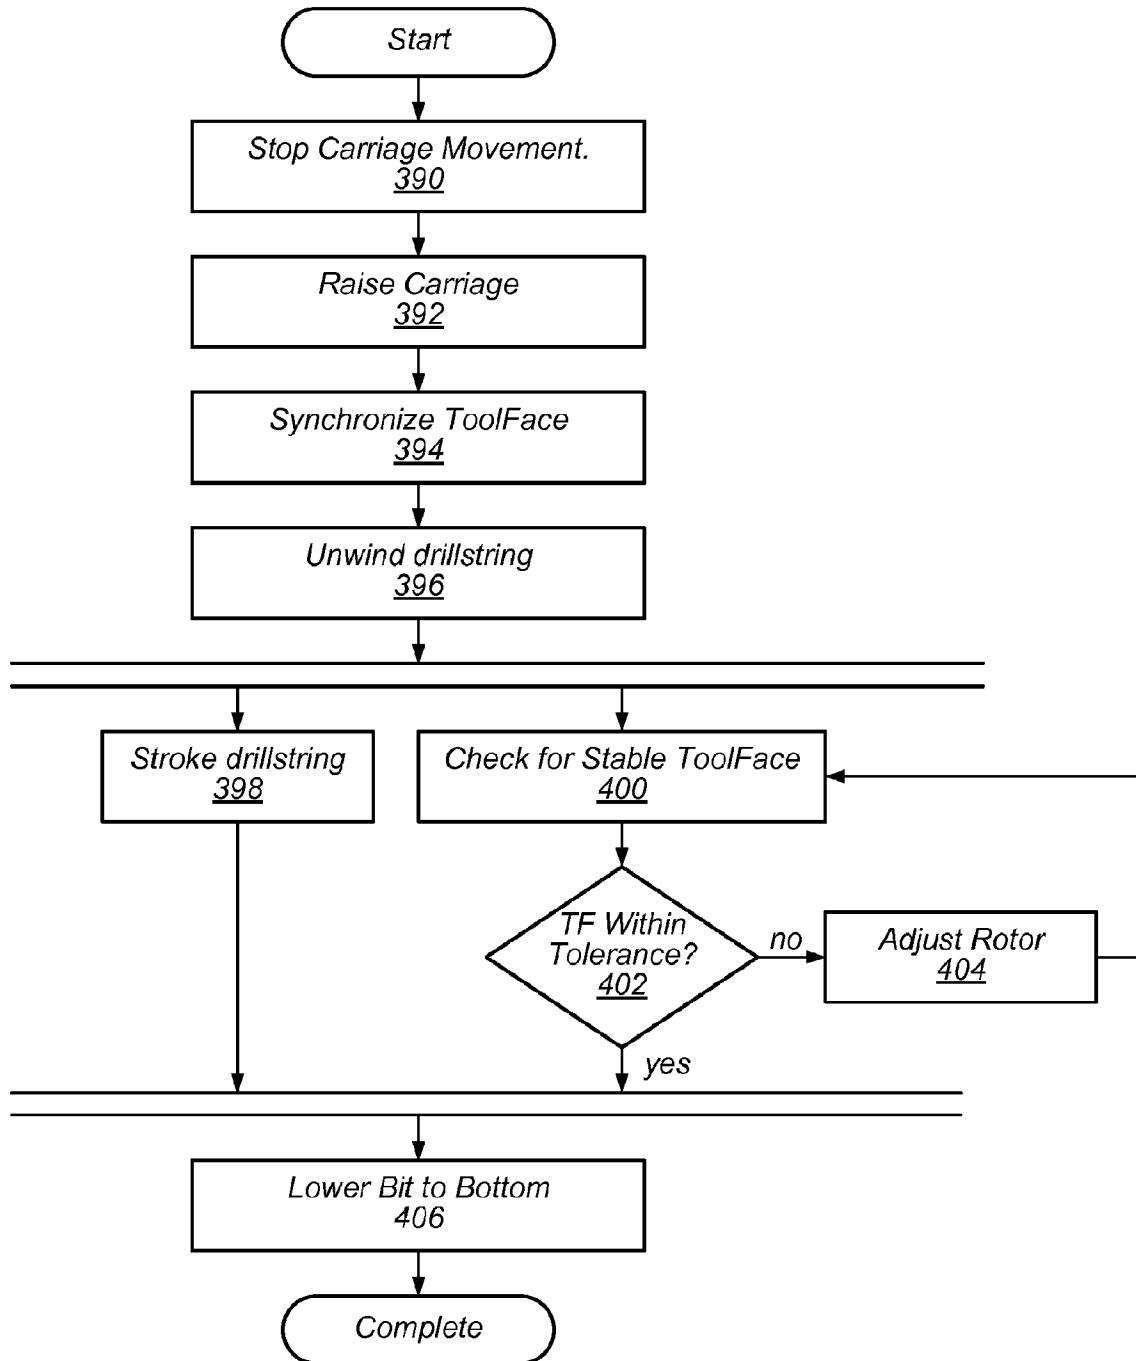 Start
Stop Carriage Movement.
390
Raise Carriage
392
Synchronize ToolFace
394
Unwind drillstring
396
Stroke drillstring
398
Check for Stable ToolFace
400
TF Within
Tolerance?
402
no
Adjust Rotor
404
yes
Lower Bit to Bottom
406
Complete